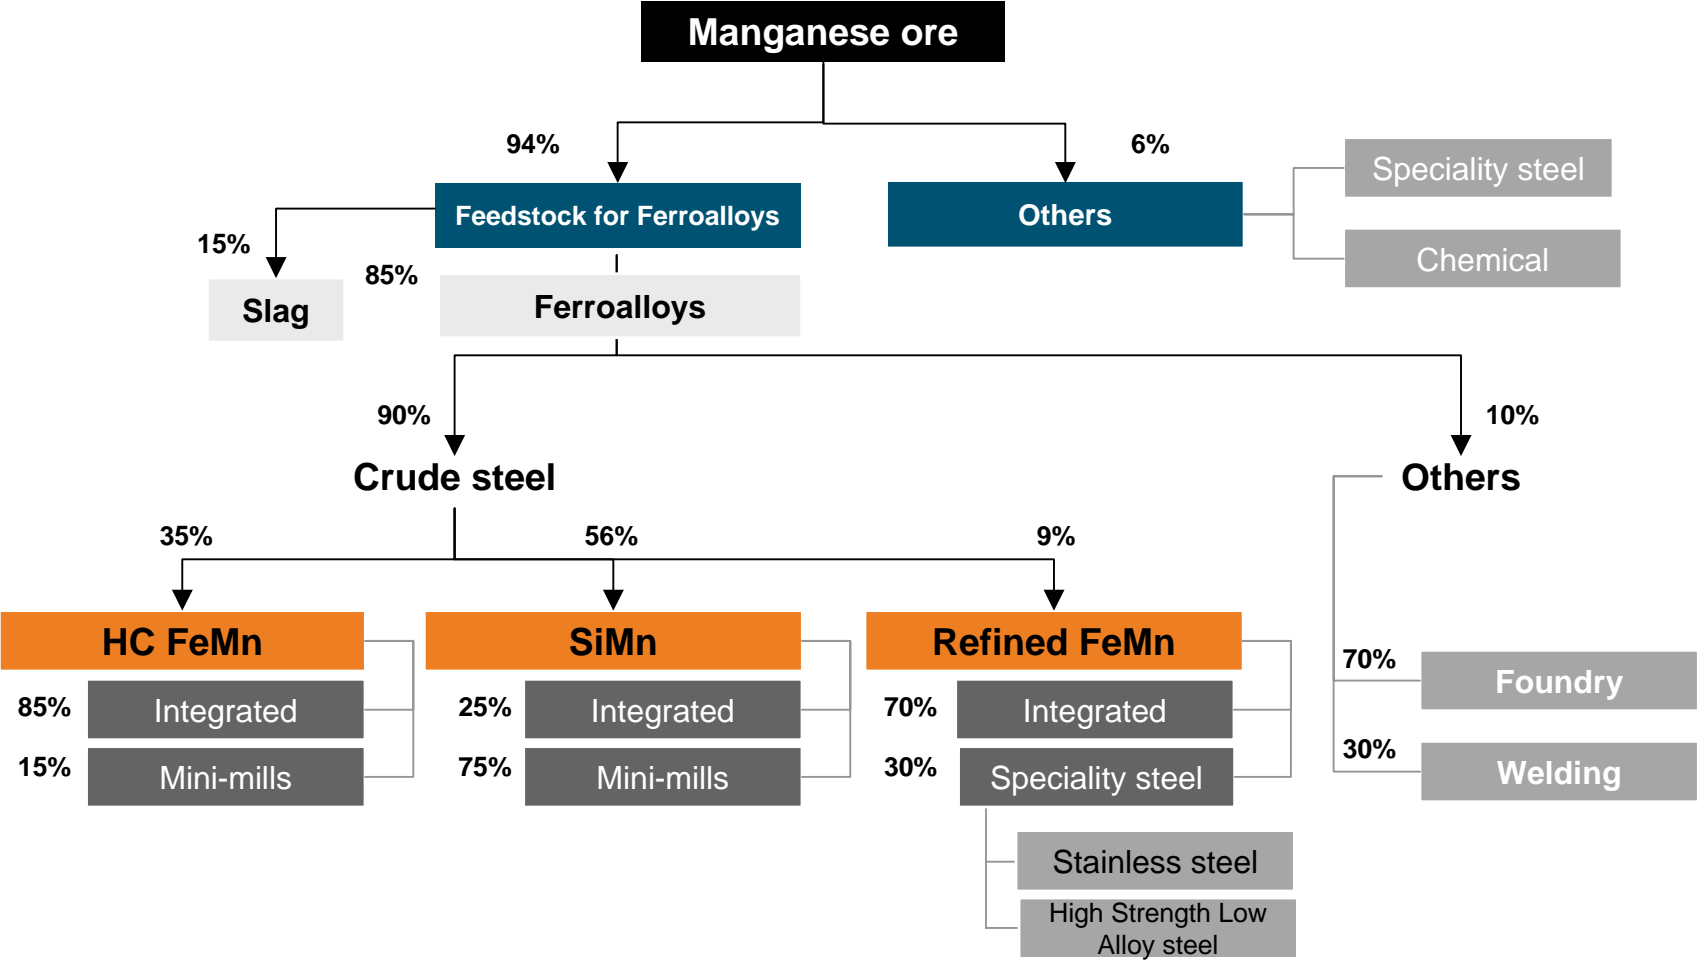 Manganese ore
94%
6%
Speciality steel
Feedstock for Ferroalloys
Others
15%
Chemical
85%
Slag
Ferroalloys
90%
10%
Crude steel
Others
35%
56%
9%
HC FeMn
SiMn
Refined FeMn
70%
Foundry
85%
Integrated
25%
Integrated
70%
Integrated
30%
Welding
15%
Mini-mills
75%
Mini-mills
30%
Speciality steel
Stainless steel
High Strength Low
Alloy steel